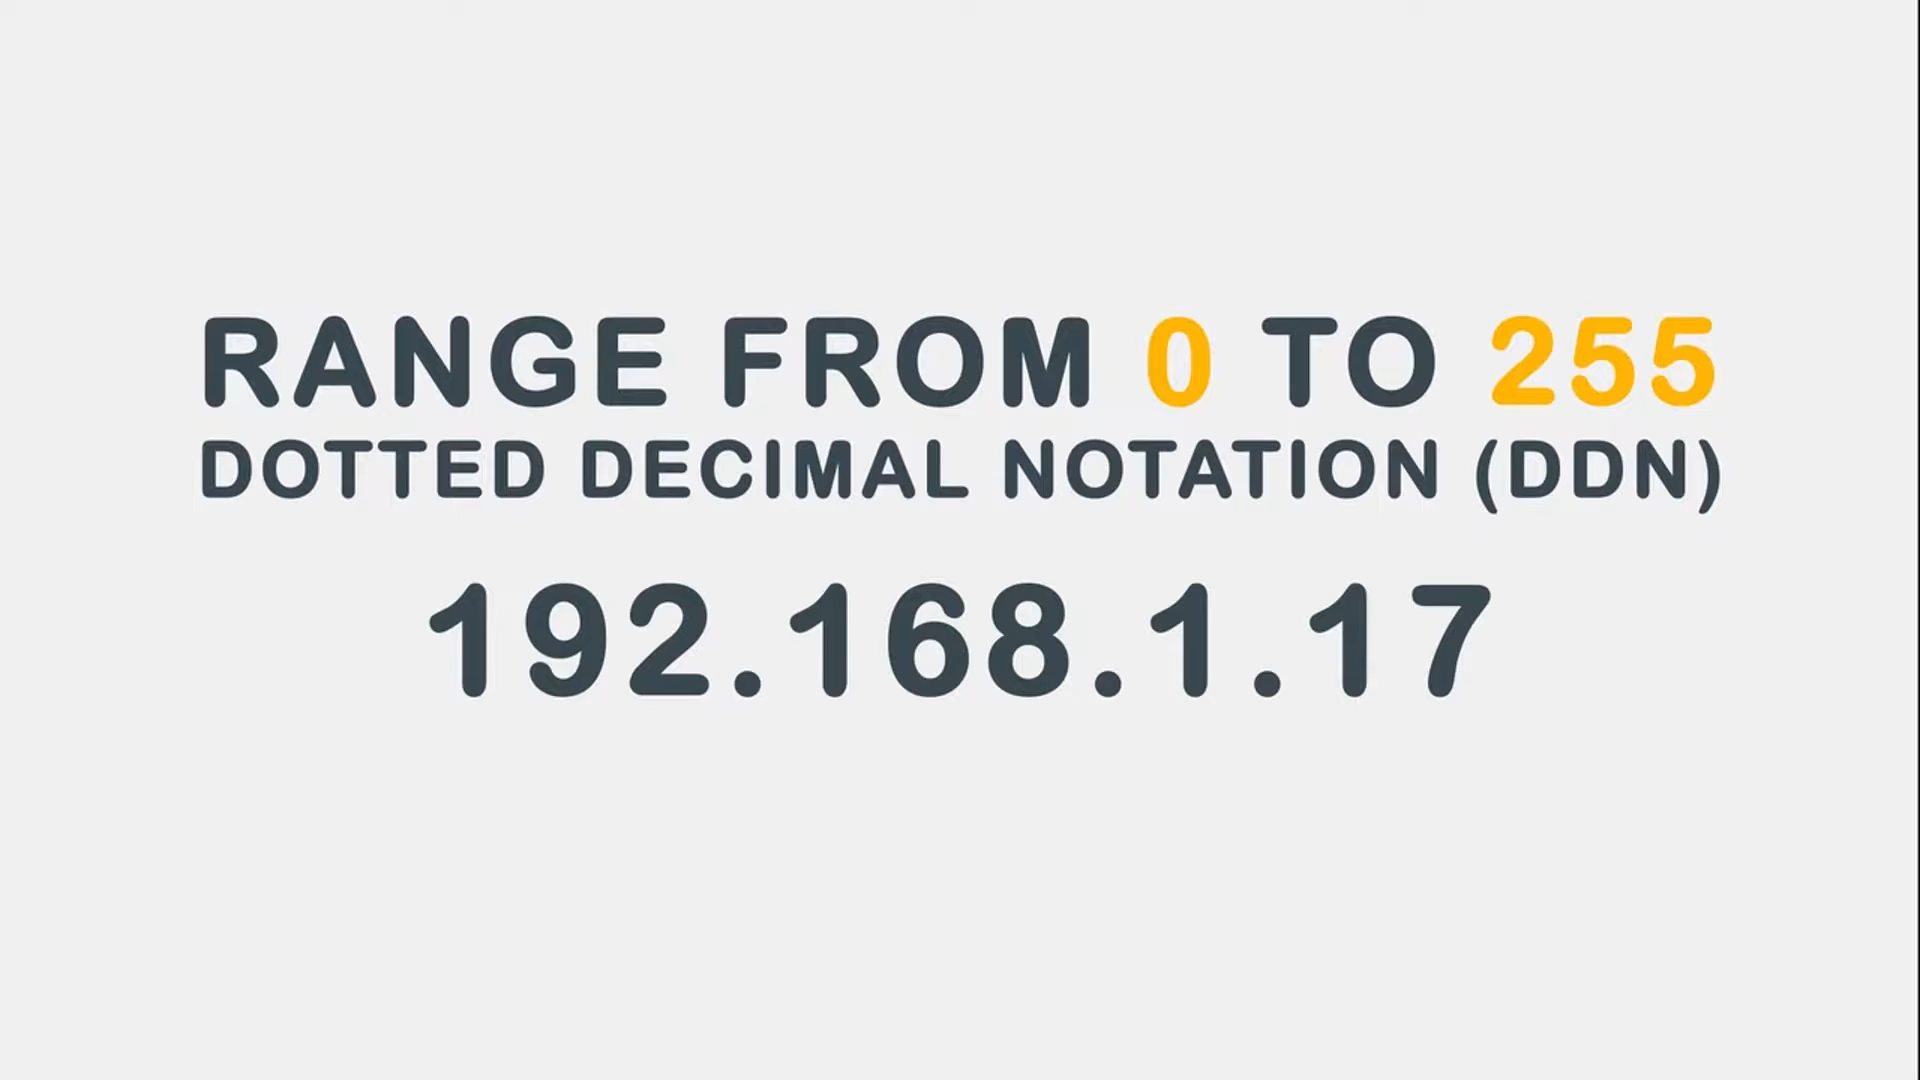 RANGE FROM 0 TO 255
DOTTED DECIMAL NOTATION (DDN)
192.168.1.17